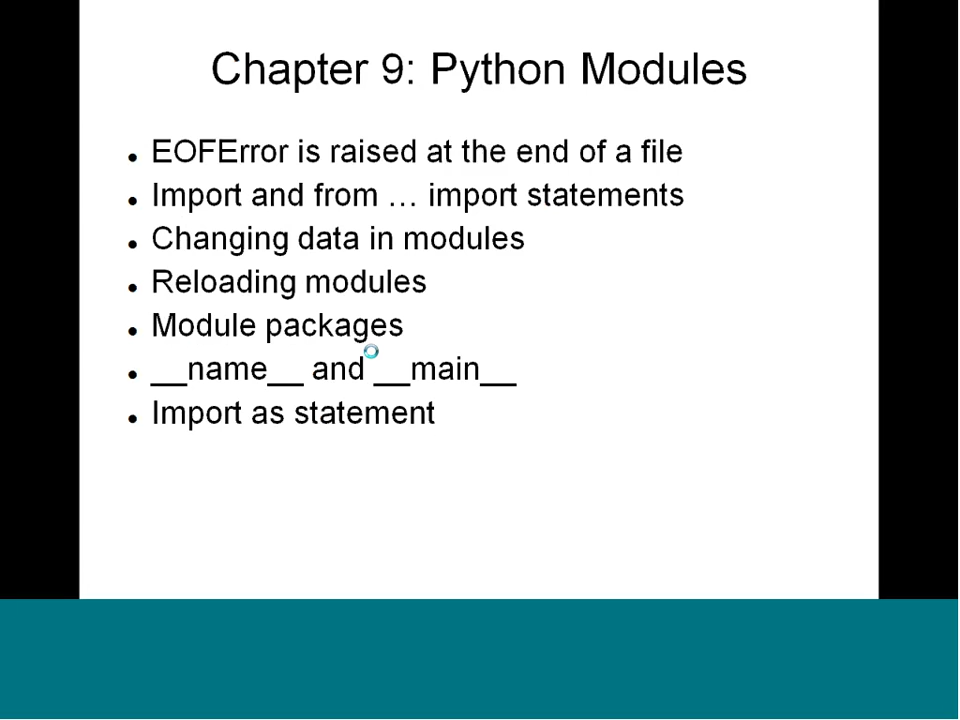 Chapter 9: Python Modules
• EOFError is raised at the end of a file
• Import and from … import statements
• Changing data in modules
• Reloading modules
• Module packages
• __name__ and __main__
• Import as statement